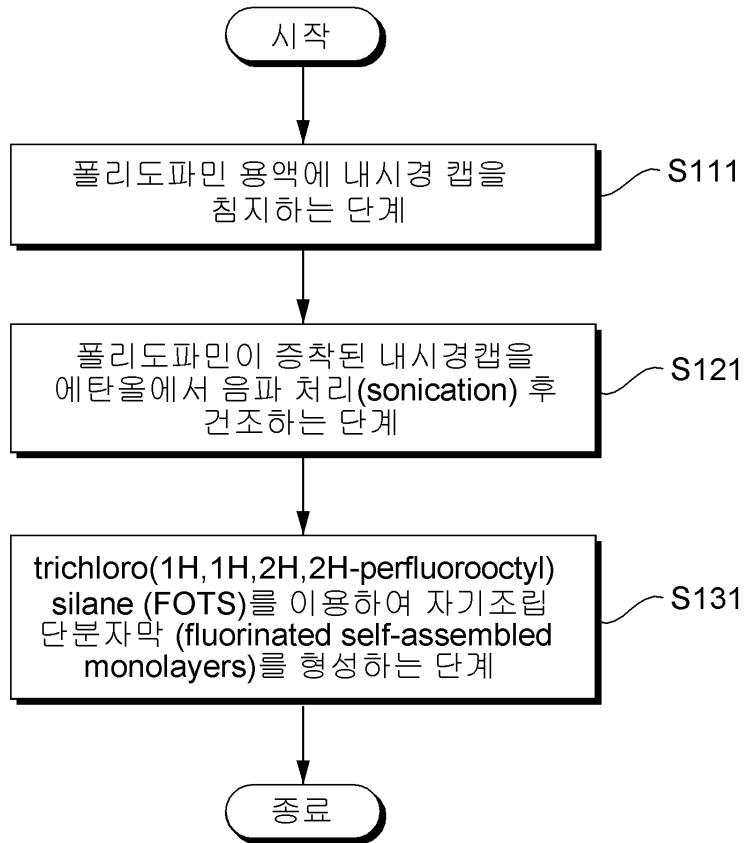 시작
폴리도파민 용액에 내시경 캡을
침지하는 단계
S111
폴리도파민이 증착된 내시경캡을
에탄올에서 음파 처리(sonication) 후
건조하는 단계
S121
trichloro(1H,1H,2H,2H-perfluorooctyl)
silane (FOTS)를 이용하여 자기조립
단분자막 (fluorinated self-assembled
monolayers)를 형성하는 단계
S131
종료